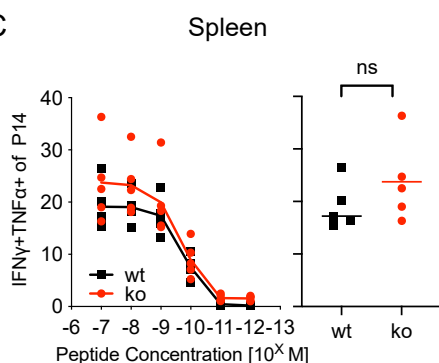 C
Spleen
ns
IFNγ+TNFα+ of P14
40
30
20
10
0
wt
ko
-6 -7 -8 -9 -10 -11 -12 -13
Peptide Concentration [10^X M]
wt ko